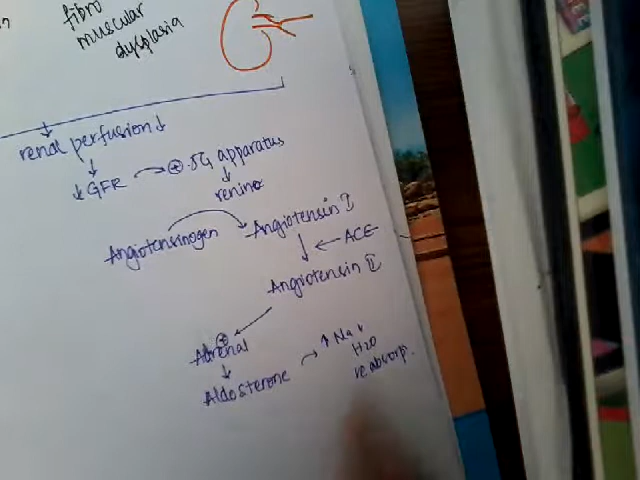 fibro
muscular
dysplasia
renal perfusion ↓
↓ GFR → ⊕ JG apparatus
renin
Angiotensinogen → Angiotensin I
← ACE
Angiotensin II
⊕
Adrenal
Aldosterone → ↑ Na+
H2O
reabsorp.